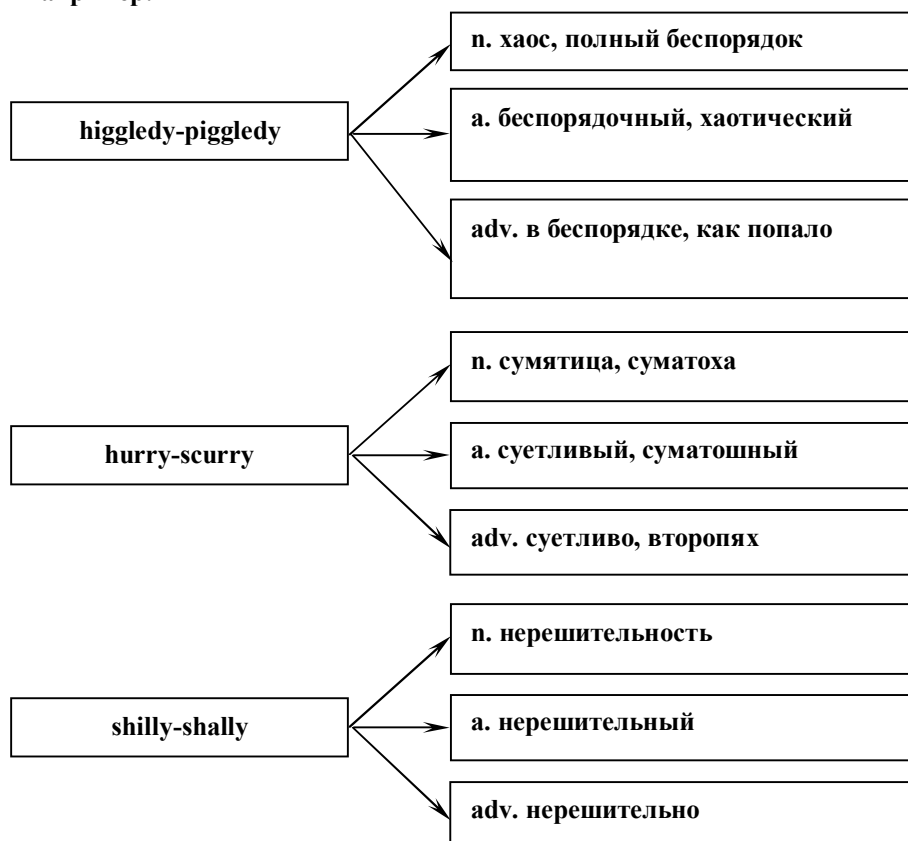 n. хаос, полный беспорядок
higgledy-piggledy
a. беспорядочный, хаотический
adv. в беспорядке, как попало
n. сумятица, суматоха
hurry-scurry
a. суетливый, суматошный
adv. суетливо, второпях
n. нерешительность
shilly-shally
a. нерешительный
adv. нерешительно